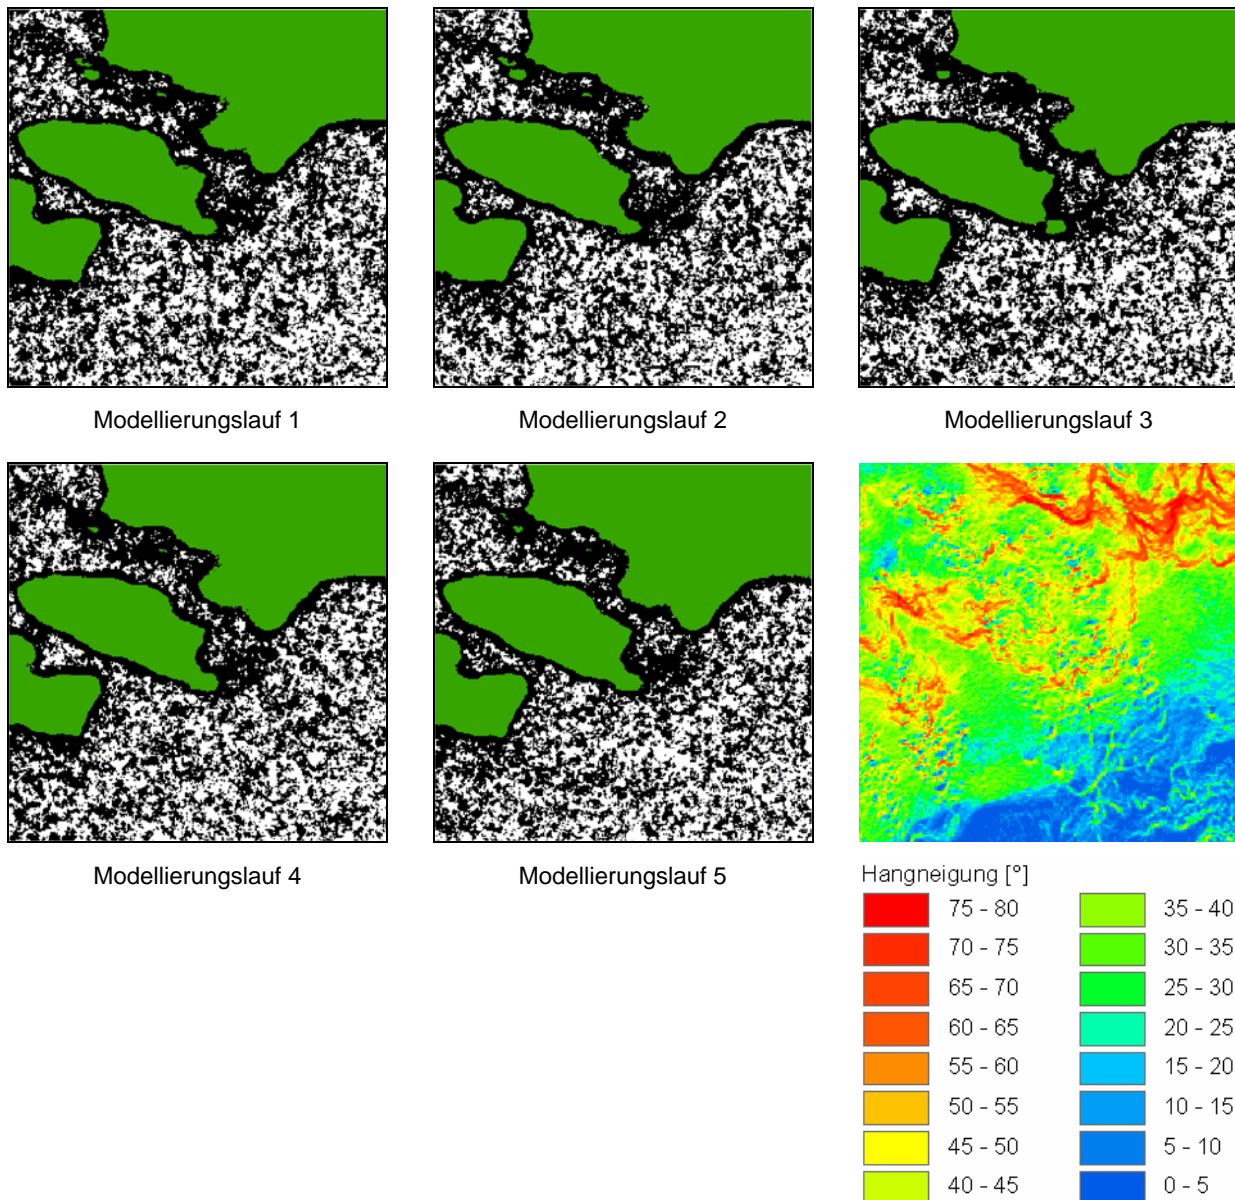 Modellierungslauf 1
Modellierungslauf 2
Modellierungslauf 3
Modellierungslauf 4
Modellierungslauf 5
Hangneigung [°]
75 - 80
70 - 75
65 - 70
60 - 65
55 - 60
50 - 55
45 - 50
40 - 45
35 - 40
30 - 35
25 - 30
20 - 25
15 - 20
10 - 15
5 - 10
0 - 5